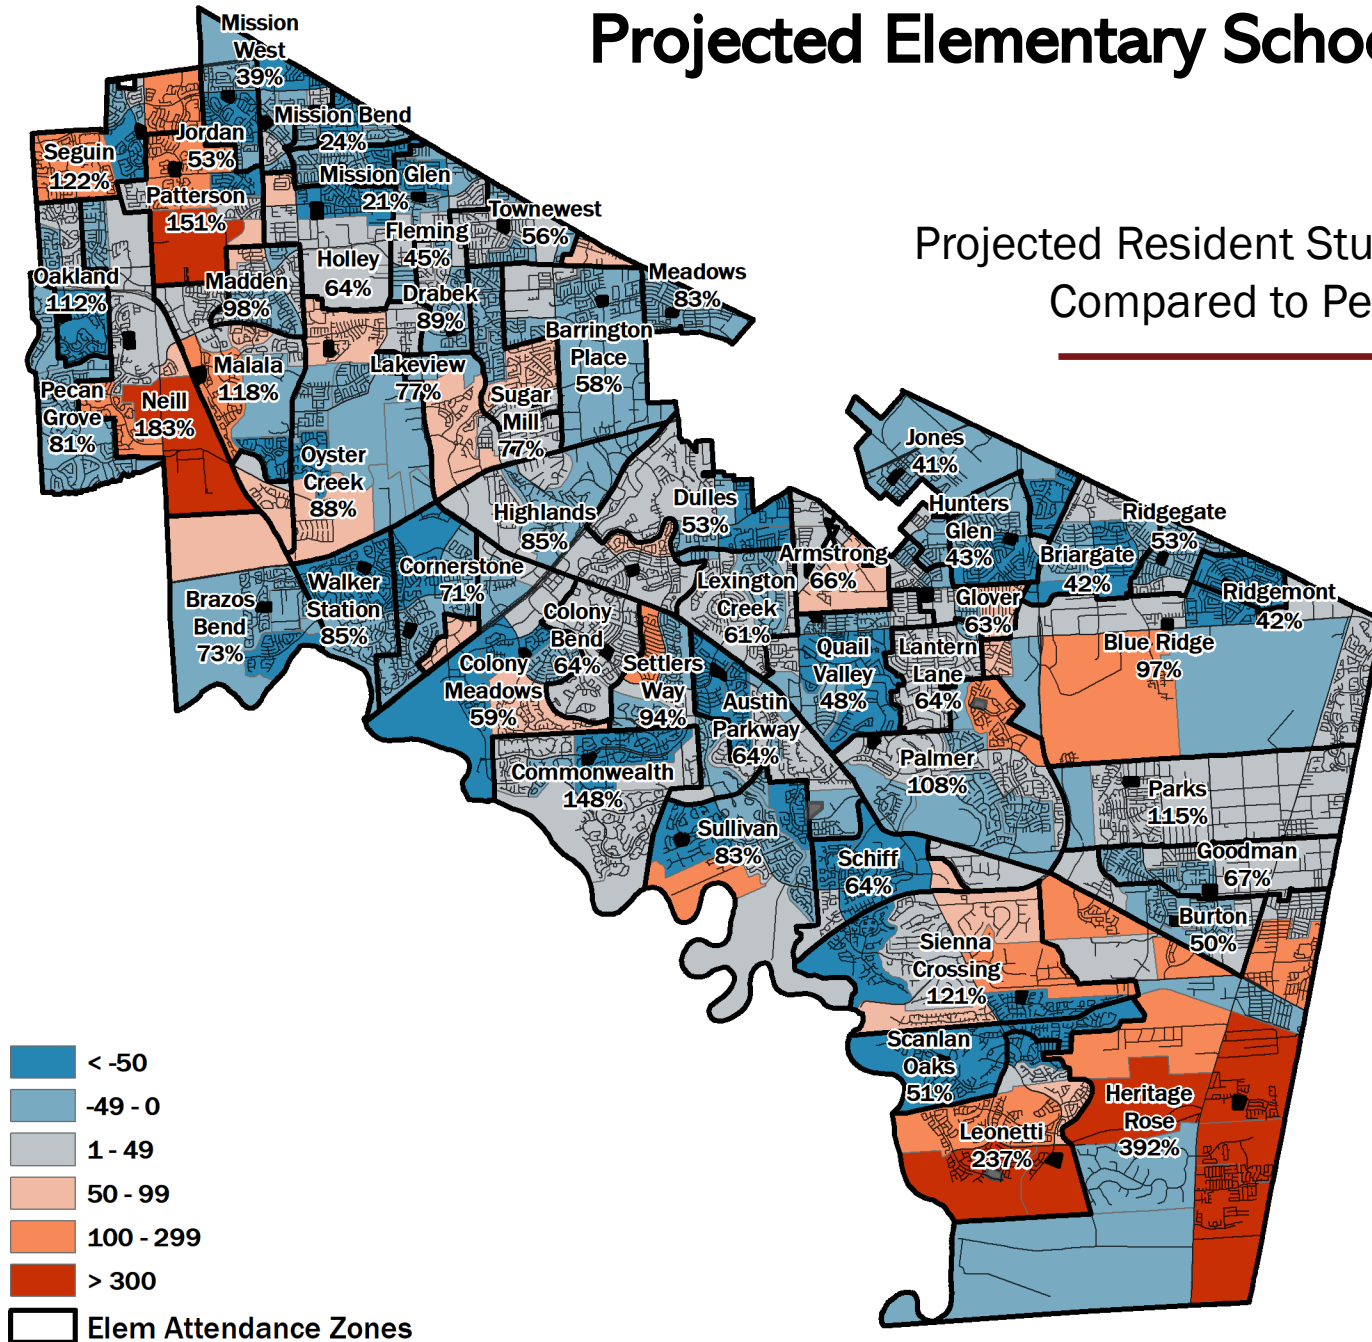 Projected Elementary Schoo
Projected Resident Stu
Compared to Pe
Mission
West
39%
Mission Bend
24%
Jordan
53%
Seguin
122%
Mission Glen
21%
Patterson
151%
Townewest
56%
Fleming
45%
Holley
64%
Oakland
112%
Madden
98%
Drabek
89%
Meadows
83%
Barrington
Place
58%
Malala
118%
Lakeview
77%
Pecan
Grove
81%
Neill
183%
Sugar
Mill
77%
Oyster
Creek
88%
Highlands
85%
Dulles
53%
Jones
41%
Hunters
Glen
43%
Ridgegate
53%
Armstrong
66%
Briargate
42%
Cornerstone
71%
Walker
Station
85%
Lexington
Creek
61%
Brazos
Bend
73%
Glover
63%
Ridgemont
42%
Colony
Bend
64%
Blue Ridge
97%
Quail
Valley
48%
Lantern
Lane
64%
Colony
Meadows
59%
Settlers
Way
94%
Austin
Parkway
64%
Commonwealth
148%
Palmer
108%
Parks
115%
Sullivan
83%
Schiff
64%
Goodman
67%
Burton
50%
Sienna
Crossing
121%
Scanlan
Oaks
51%
Heritage
Rose
392%
Leonetti
237%
< -50
-49 - 0
1 - 49
50 - 99
100 - 299
> 300
Elem Attendance Zones